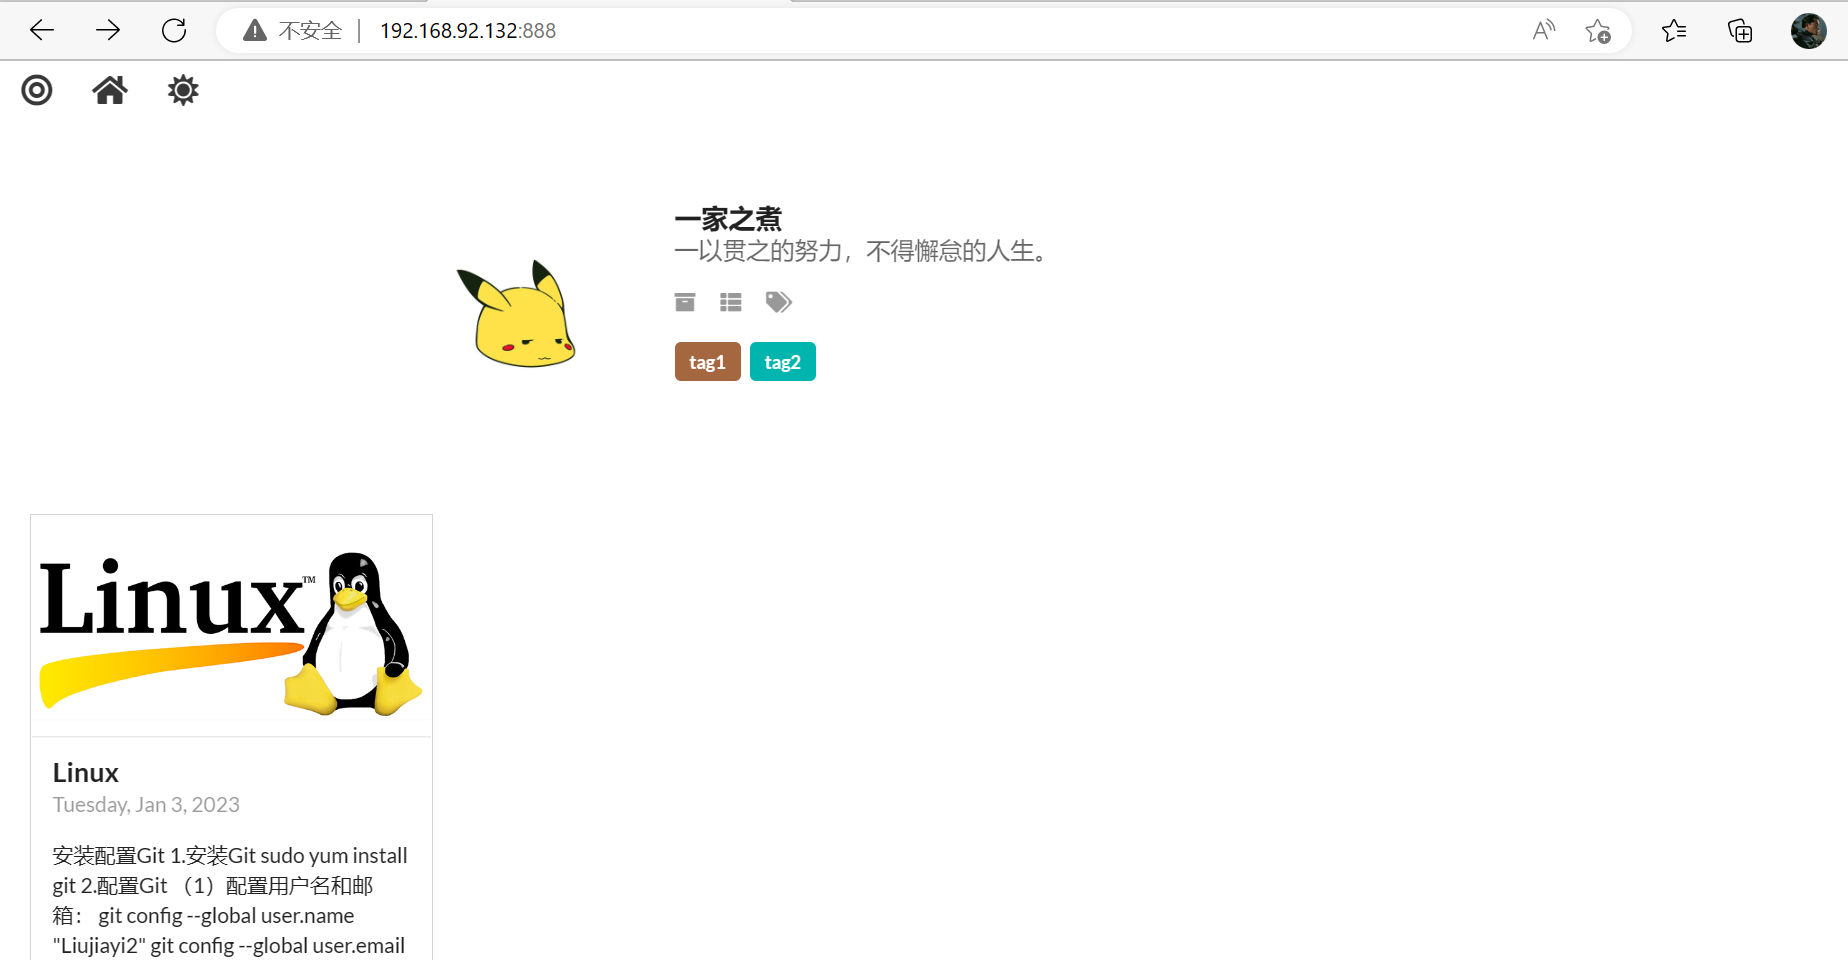 不安全 | 192.168.92.132:888
一家之煮
一以贯之的努力，不得懈怠的人生。
tag1 tag2
Linux™
Linux
Tuesday, Jan 3, 2023
安装配置Git 1.安装Git sudo yum install
git 2.配置Git （1）配置用户名和邮
箱： git config --global user.name
"Liujiayi2" git config --global user.email